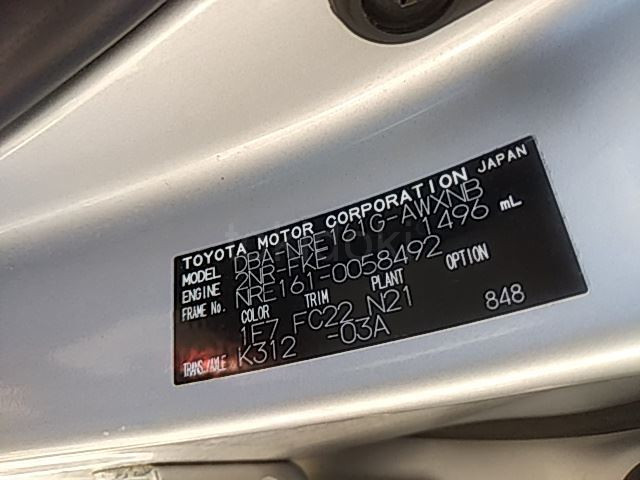 TOYOTA MOTOR CORPORATION JAPAN
MODEL DBA-NRE161G-AWXNB
ENGINE 2NR-FKE 1496 mL
FRAME No. NRE161-0058492
COLOR TRIM PLANT OPTION
1E7 FC22 N21
TRANS./AXLE K312 -03A 848